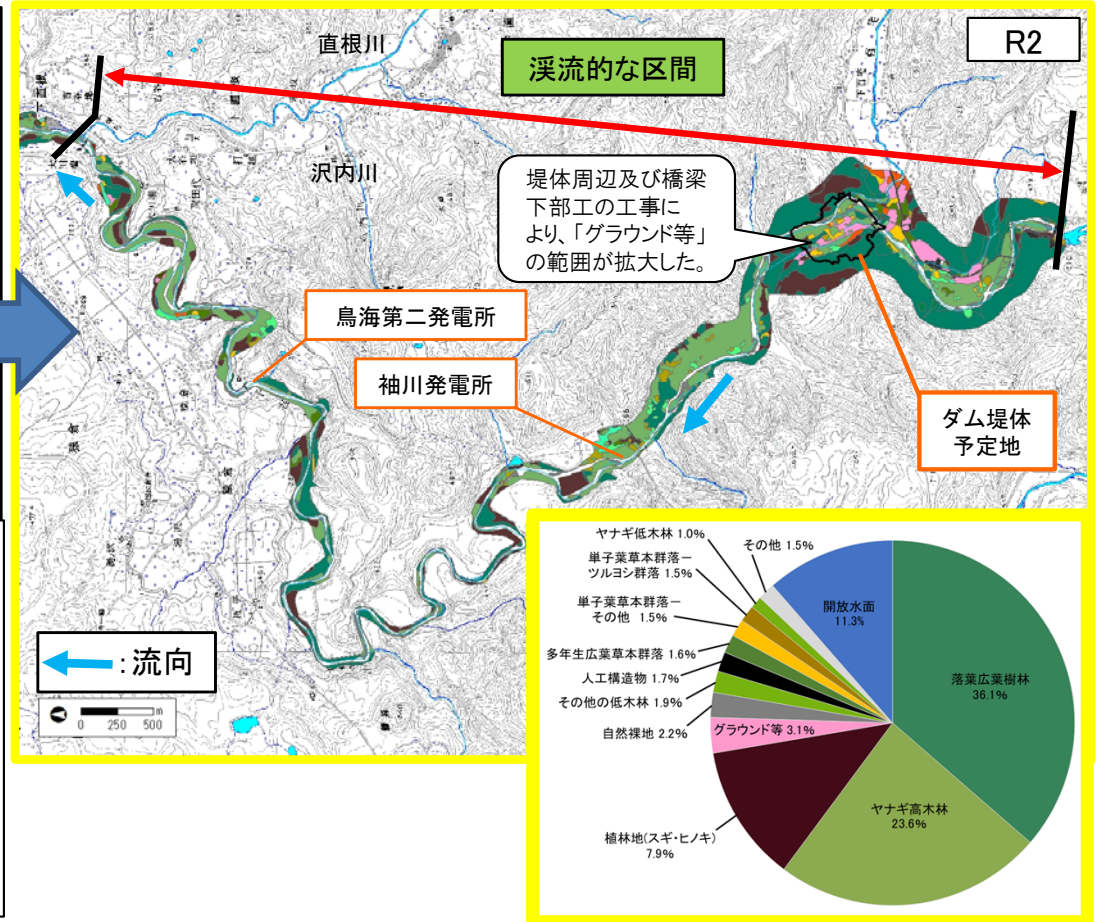 直根川
渓流的な区間
R2
沢内川
堤体周辺及び橋梁
下部工の工事に
より、「グラウンド等」
の範囲が拡大した。
鳥海第二発電所
袖川発電所
ダム堤体
予定地
:流向
0 250 500
m
ヤナギ低木林 1.0%
その他 1.5%
単子葉草本群落－
ツルヨシ群落 1.5%
単子葉草本群落－
その他 1.5%
多年生広葉草本群落 1.6%
人工構造物 1.7%
その他の低木林 1.9%
自然裸地 2.2%
グラウンド等 3.1%
開放水面
11.3%
落葉広葉樹林
36.1%
ヤナギ高木林
23.6%
植林地(スギ・ヒノキ)
7.9%